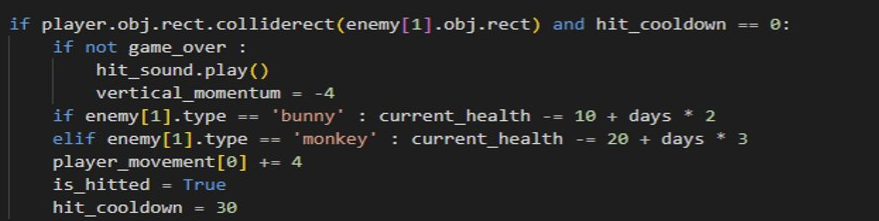 if player.obj.rect.colliderect(enemy[1].obj.rect) and hit_cooldown == 0:
    if not game_over :
        hit_sound.play()
        vertical_momentum = -4
    if enemy[1].type == 'bunny' : current_health -= 10 + days * 2
    elif enemy[1].type == 'monkey' : current_health -= 20 + days * 3
    player_movement[0] += 4
    is_hitted = True
    hit_cooldown = 30